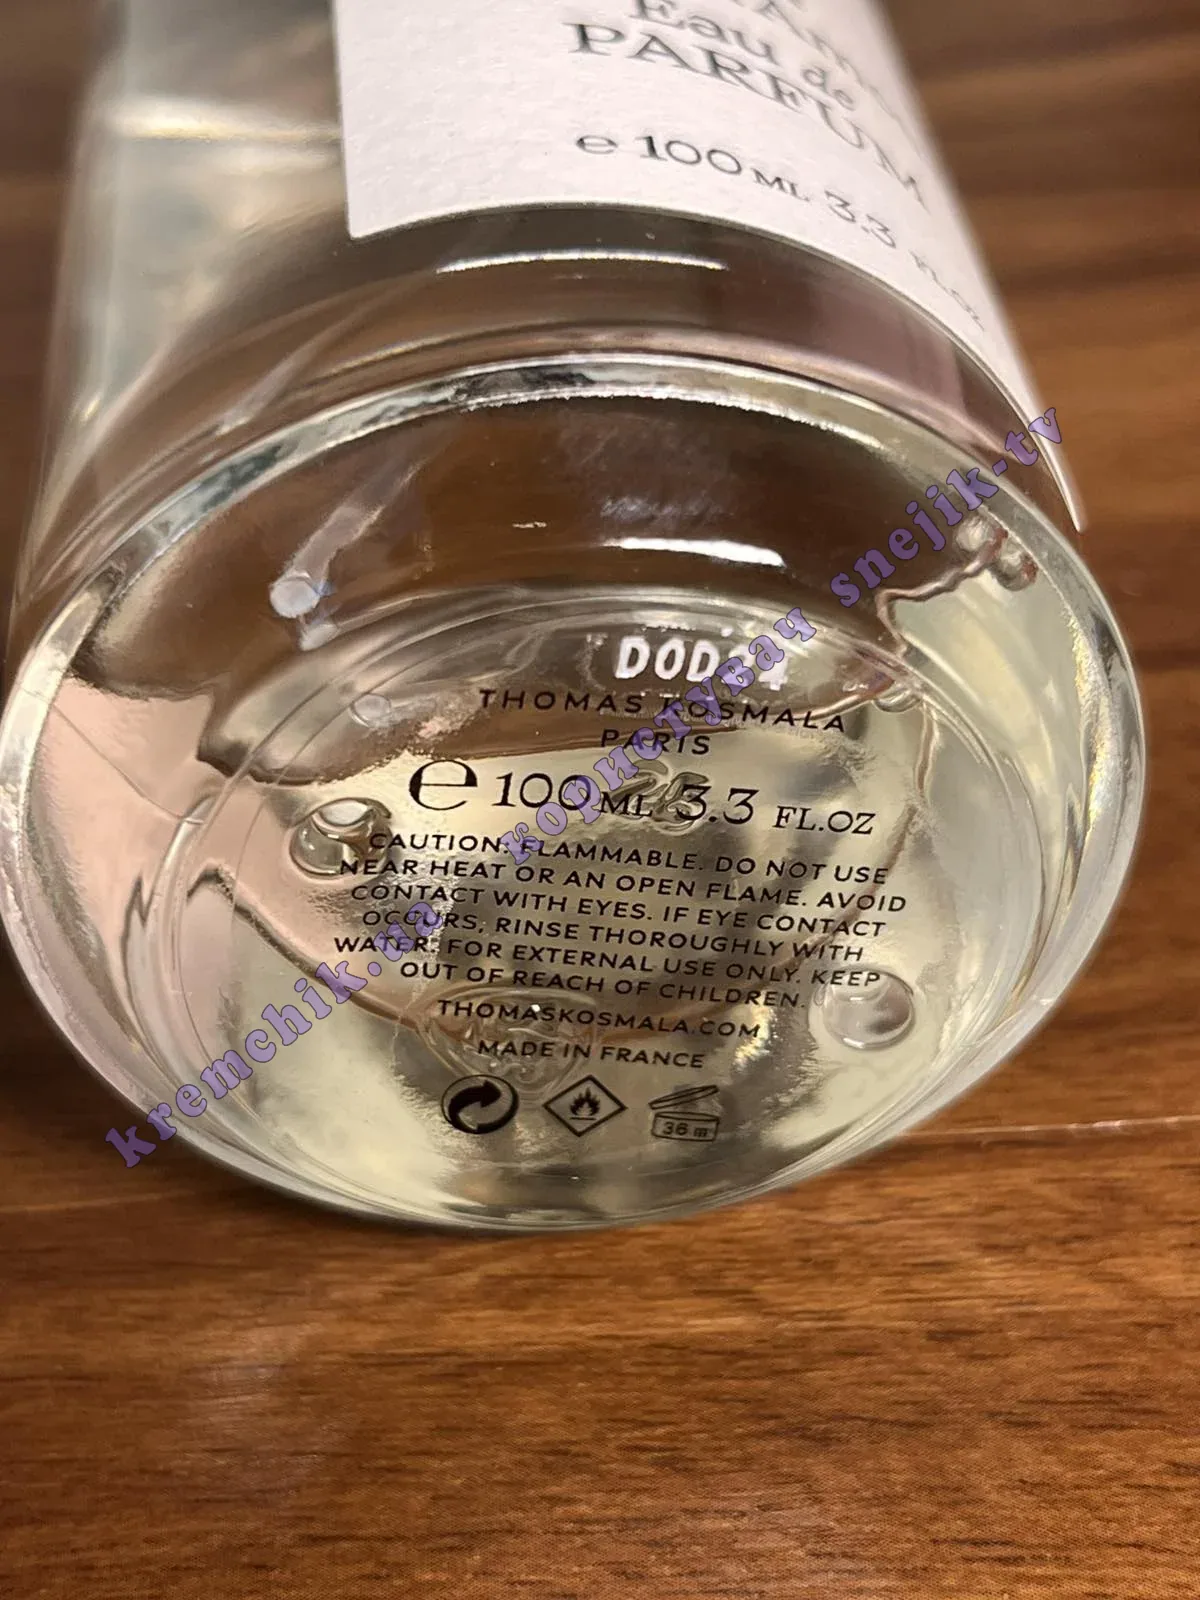 Eau de
PARFUM
e 100 ML 3.3 FL.OZ
THOMAS KOSMALA
PARIS
e 100 ML 3.3 FL.OZ
CAUTION: FLAMMABLE. DO NOT USE
NEAR HEAT OR AN OPEN FLAME. AVOID
CONTACT WITH EYES. IF EYE CONTACT
OCCURS, RINSE THOROUGHLY WITH
WATER. FOR EXTERNAL USE ONLY. KEEP
OUT OF REACH OF CHILDREN.
THOMASKOSMALA.COM
MADE IN FRANCE
36 m
kremchik.ua користувач snejik-tv